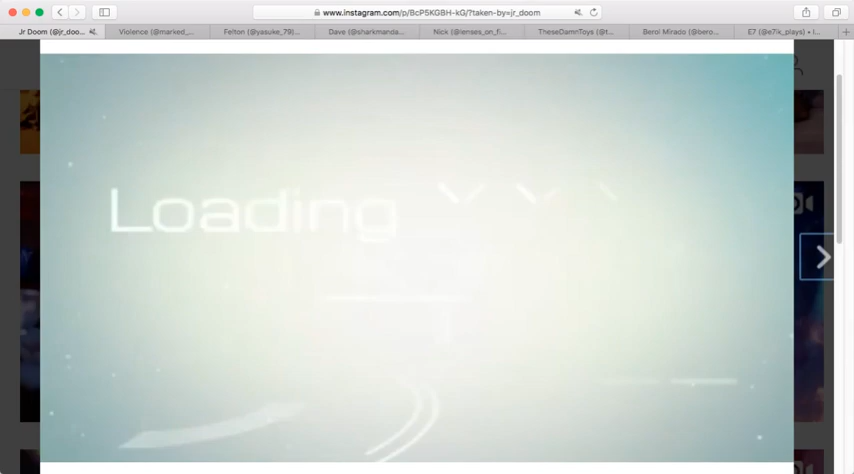 www.instagram.com/p/BcP5KGBH-kG/?taken-by=jr_doom
Jr Doom (@jr_doo...
Violence (@marked_...
Felton (@yasuke_79)...
Dave (@sharkmanda...
Nick (@lenses_on_fi...
TheseDamnToys (@t...
Berol Mirado (@bero...
E7 (@e7ik_plays) • I...
Loading